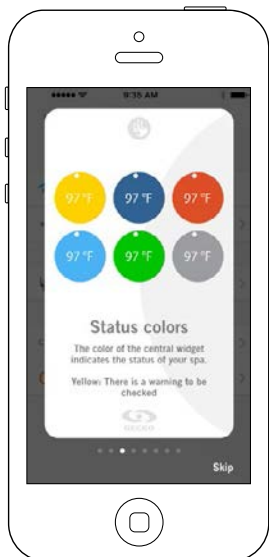 9:35 AM
97 °F 97 °F 97 °F
97 °F 97 °F 97 °F
Status colors
The color of the central widget
indicates the status of your spa.
Yellow: There is a warning to be
checked
GECKO
Skip